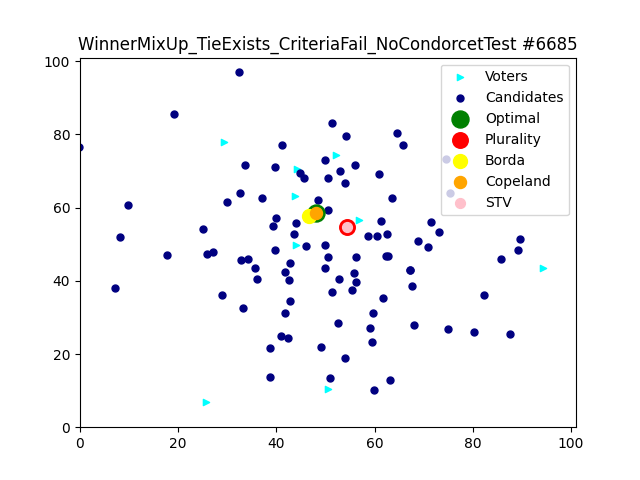 WinnerMixUp_TieExists_CriteriaFail_NoCondorcetTest #6685
100
80
60
40
20
0
0
20
40
60
80
100
Voters
Candidates
Optimal
Plurality
Borda
Copeland
STV